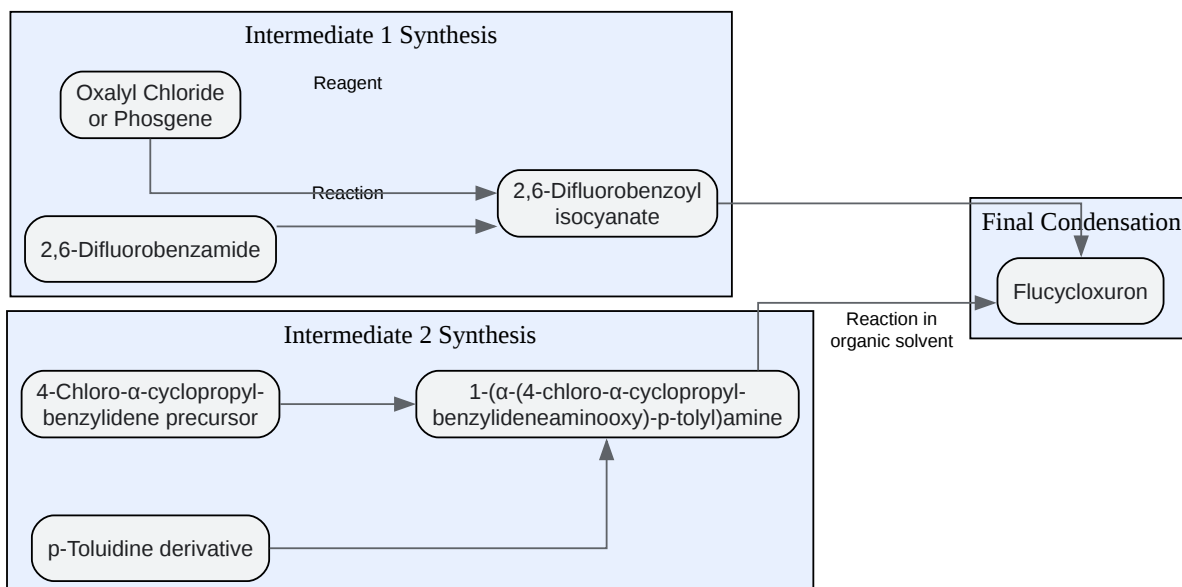 Intermediate 1 Synthesis
Oxalyl Chloride
or Phosgene
Reagent
Reaction
2,6-Difluorobenzamide
2,6-Difluorobenzoyl
isocyanate
Final Condensation
Flucycloxuron
Reaction in
organic solvent
Intermediate 2 Synthesis
4-Chloro-α-cyclopropyl-
benzylidene precursor
1-(α-(4-chloro-α-cyclopropyl-
benzylideneaminooxy)-p-tolyl)amine
p-Toluidine derivative